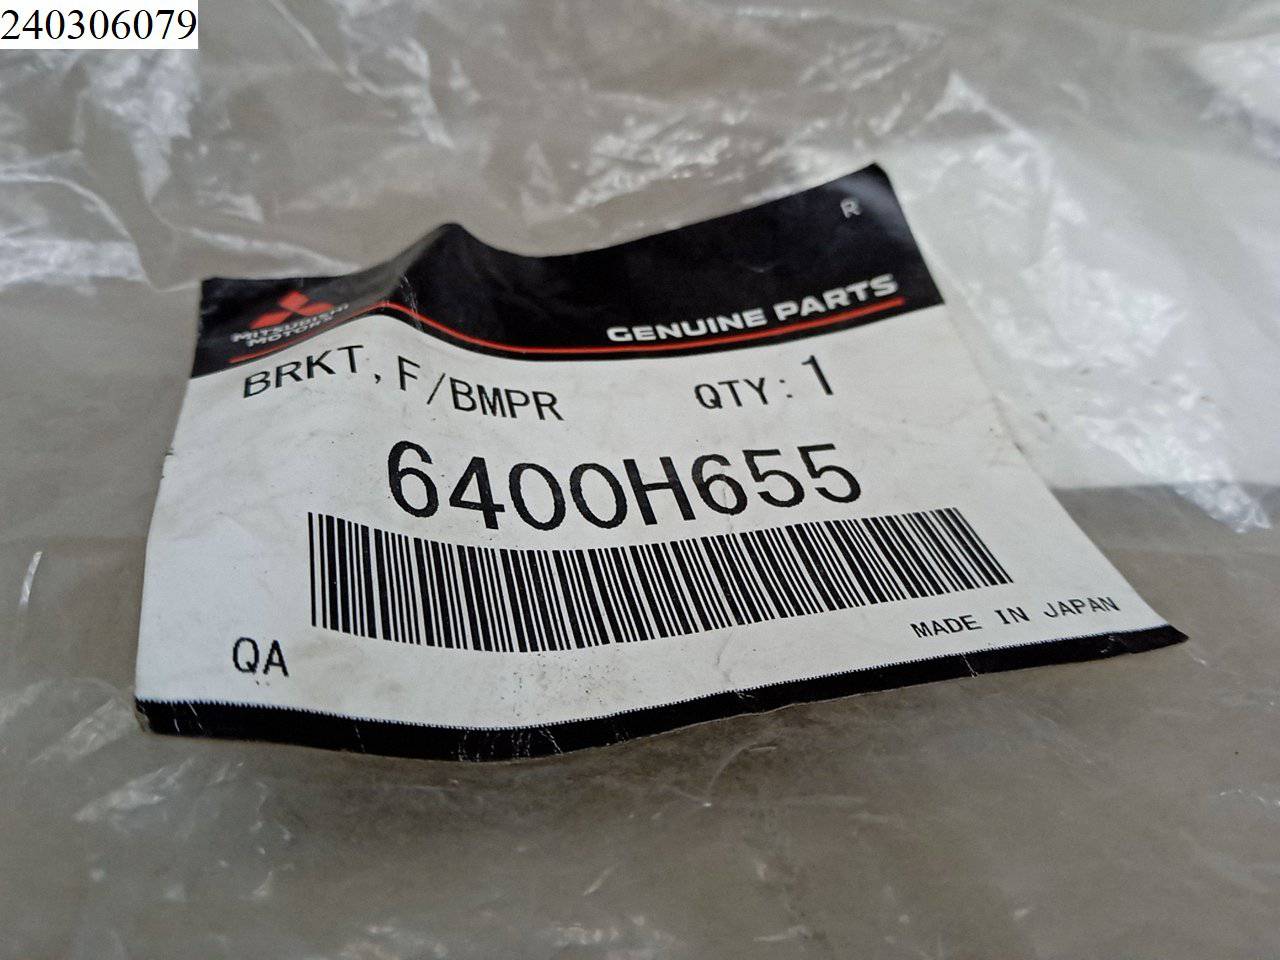 240306079
R
MITSUBISHI
MOTORS
GENUINE PARTS
BRKT, F/BMPR QTY: 1
6400H655
QA
MADE IN JAPAN